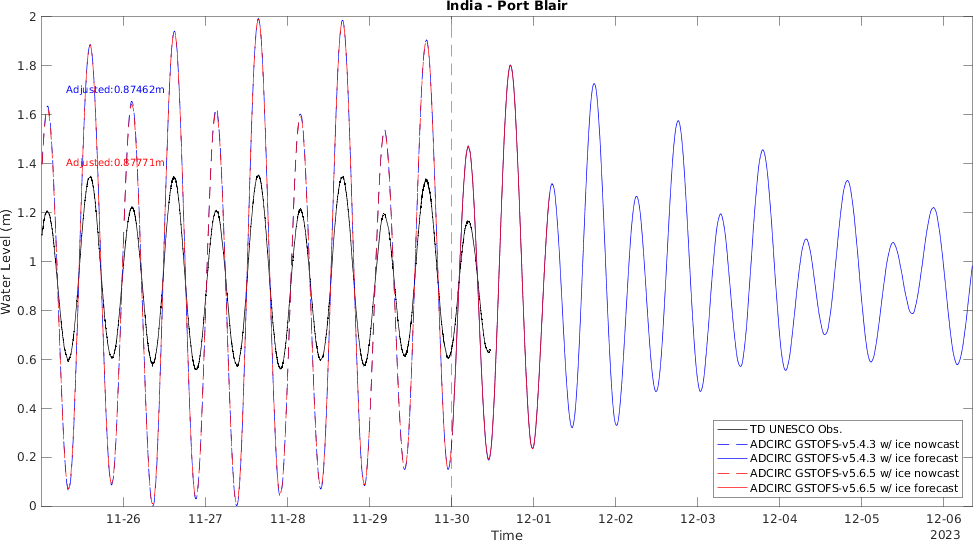 India - Port Blair
2
1.8
1.6
1.4
1.2
1
0.8
0.6
0.4
0.2
0
Water Level (m)
Adjusted:0.87462m
Adjusted:0.87771m
TD UNESCO Obs.
ADCIRC GSTOFS-v5.4.3 w/ ice nowcast
ADCIRC GSTOFS-v5.4.3 w/ ice forecast
ADCIRC GSTOFS-v5.6.5 w/ ice nowcast
ADCIRC GSTOFS-v5.6.5 w/ ice forecast
11-26 11-27 11-28 11-29 11-30 12-01 12-02 12-03 12-04 12-05 12-06
Time
2023